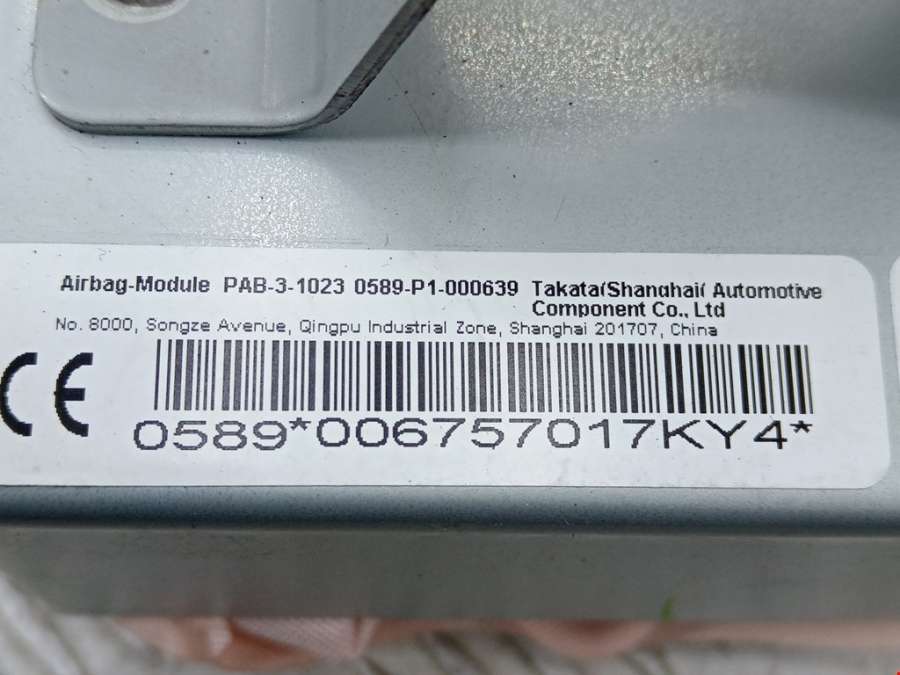 Airbag-Module PAB-3-1023 0589-P1-000639 Takata(Shanghai( Automotive
Component Co., Ltd
No. 8000, Songze Avenue, Qingpu Industrial Zone, Shanghai 201707, China
CE
0589*006757017KY4*